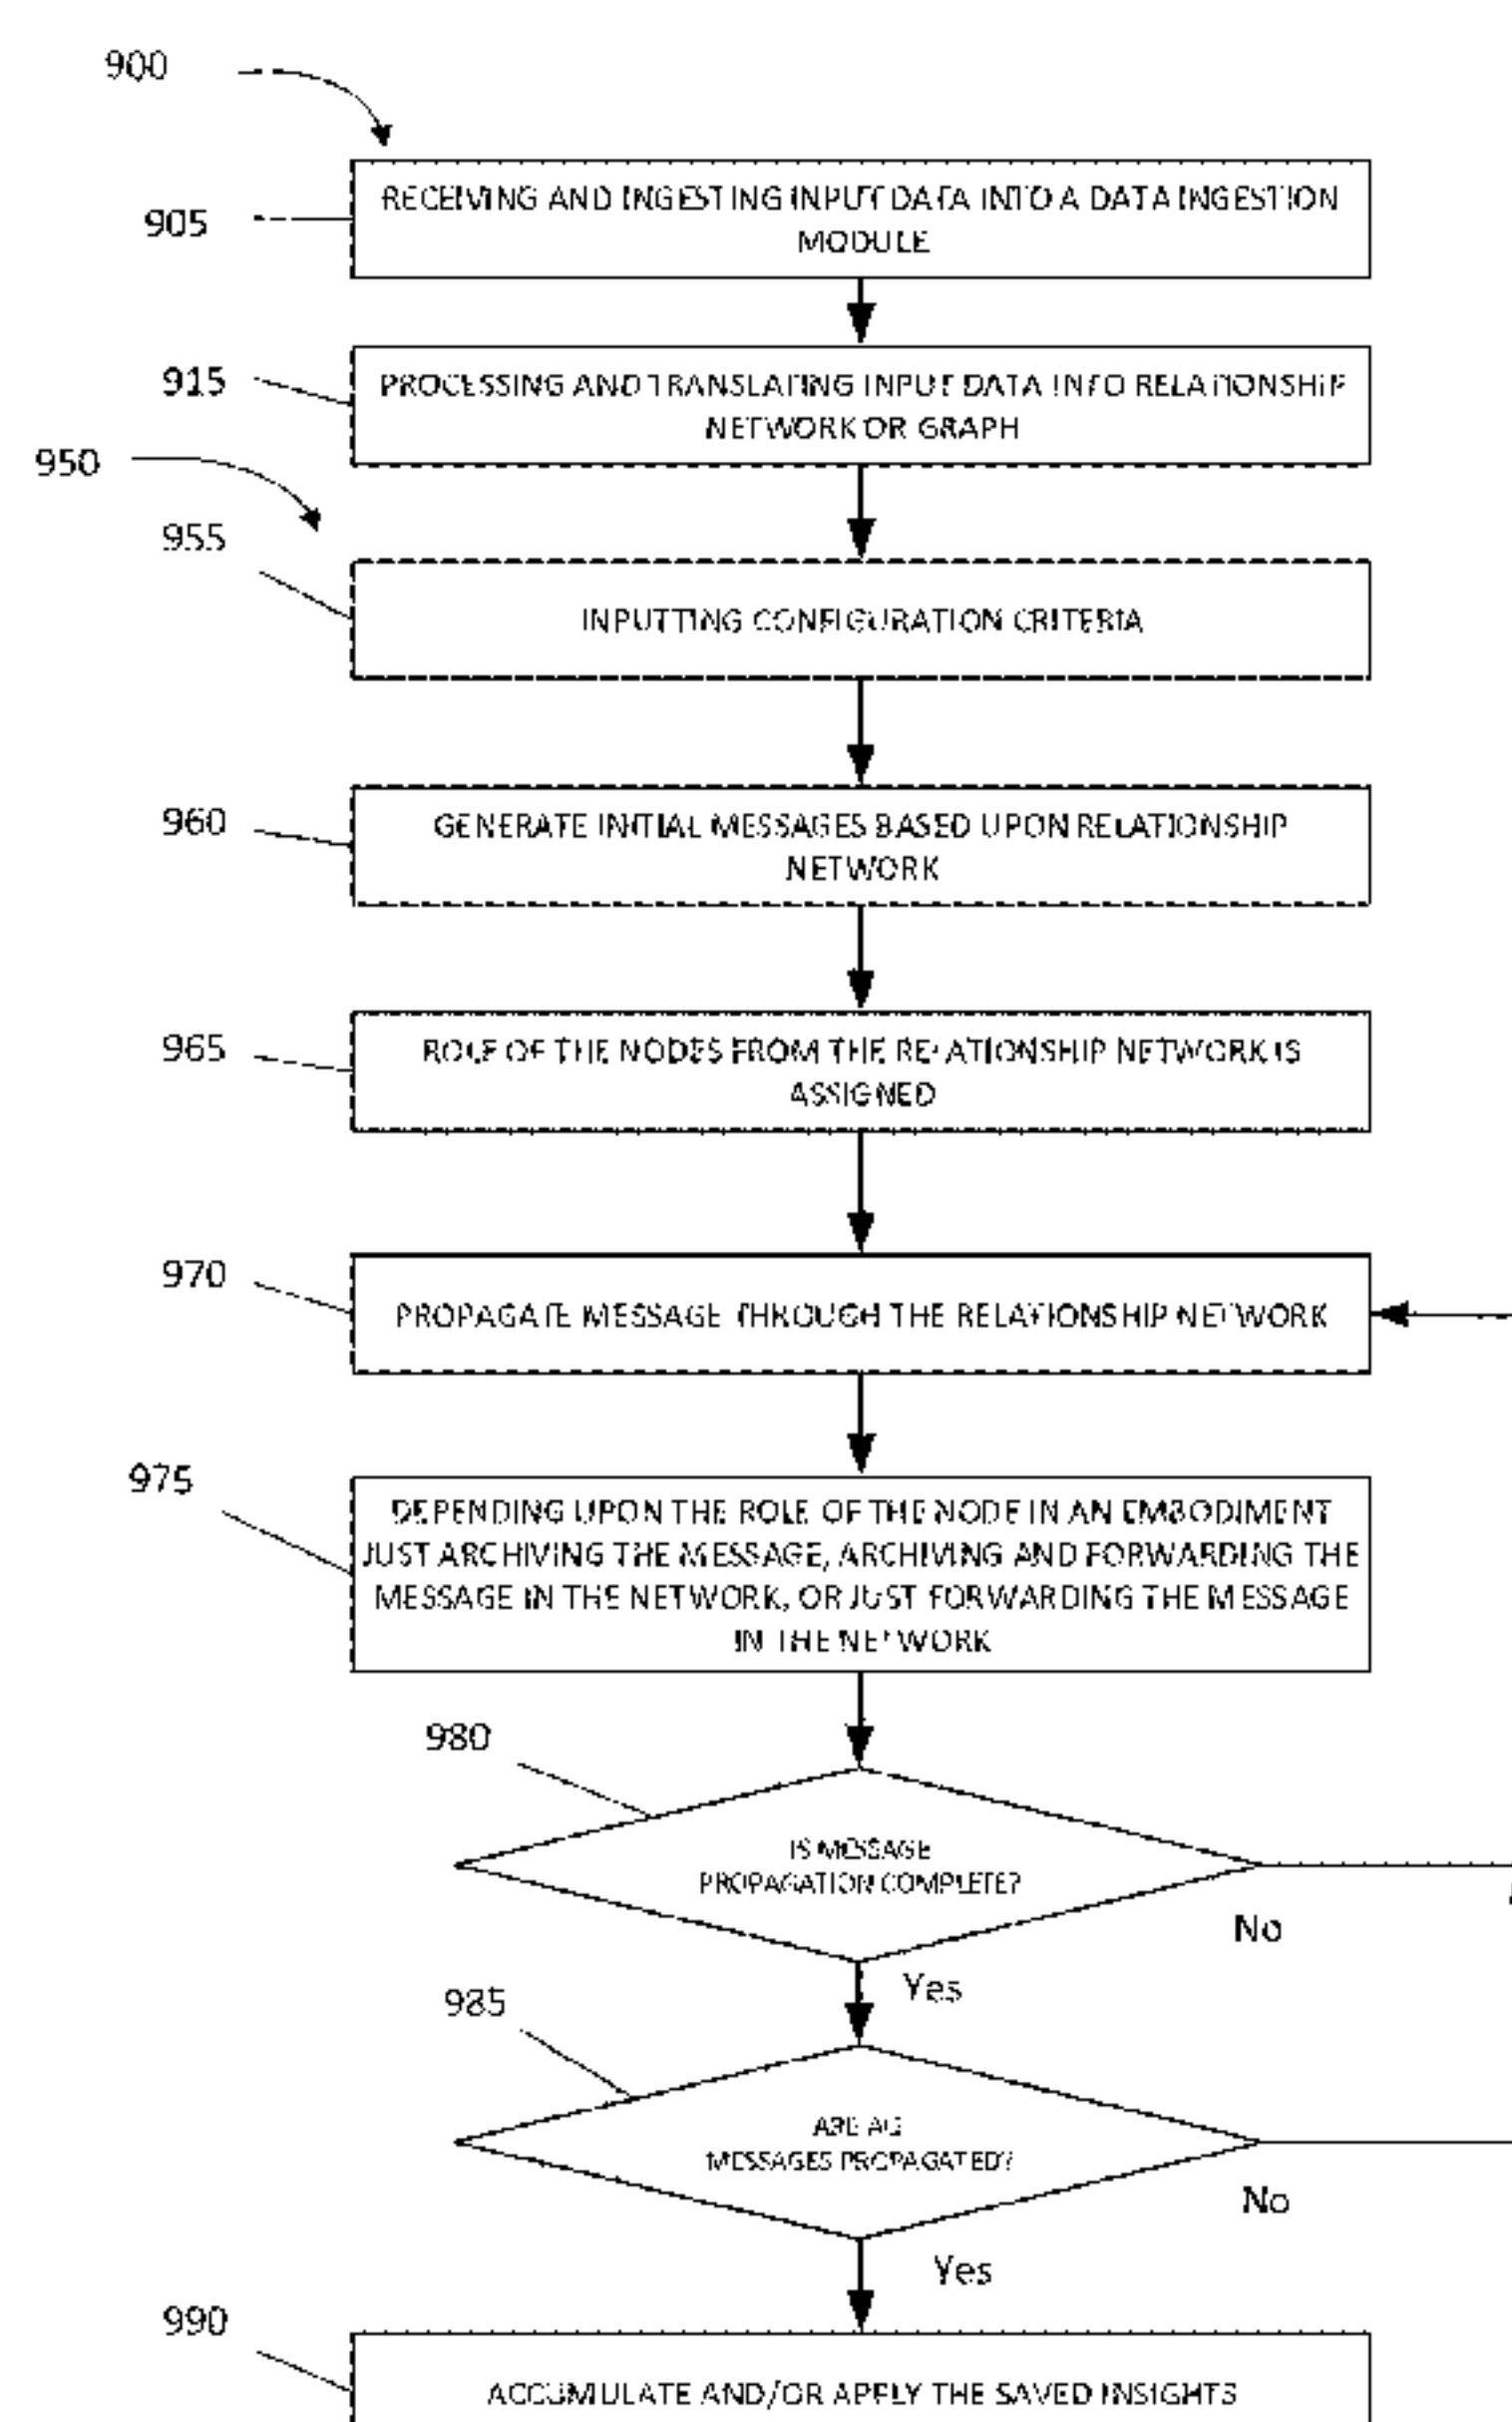 900
905
RECEIVING AND INGESTING INPUT DATA INTO A DATA INGESTION
MODULE
915
PROCESSING AND TRANSLATING INPUT DATA INTO RELATIONSHIP
NETWORK OR GRAPH
950
955
INPUTTING CONFIGURATION CRITERIA
960
GENERATE INITIAL MESSAGES BASED UPON RELATIONSHIP
NETWORK
965
ROLE OF THE NODES FROM THE RELATIONSHIP NETWORK IS
ASSIGNED
970
PROPAGATE MESSAGE THROUGH THE RELATIONSHIP NETWORK
975
DEPENDING UPON THE ROLE OF THE NODE IN AN EMBODIMENT
JUST ARCHIVING THE MESSAGE, ARCHIVING AND FORWARDING THE
MESSAGE IN THE NETWORK, OR JUST FORWARDING THE MESSAGE
IN THE NETWORK
980
IS MESSAGE
PROPAGATION COMPLETE?
No
Yes
985
ARE ALL
MESSAGES PROPAGATED?
No
Yes
990
ACCUMULATE AND/OR APPLY THE SAVED INSIGHTS